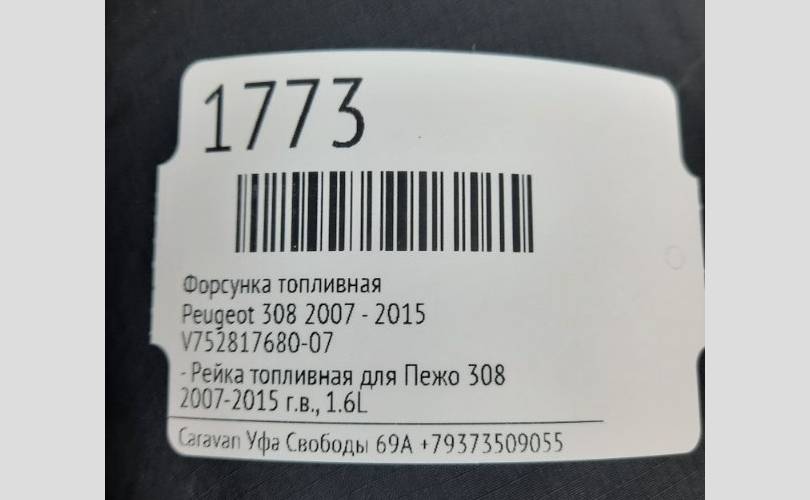 1773
Форсунка топливная
Peugeot 308 2007 - 2015
V752817680-07
- Рейка топливная для Пежо 308
2007-2015 г.в., 1.6L
Caravan Уфа Свободы 69А +79373509055